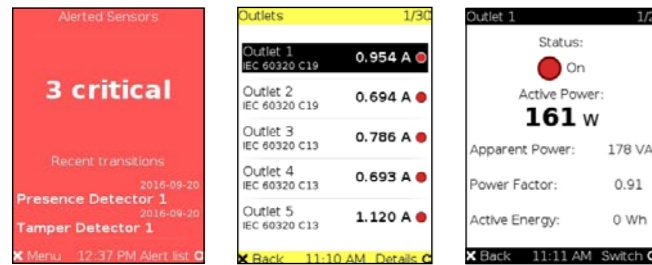 Alerted Sensors
3 critical
Recent transitions
2016-09-20
Presence Detector 1
2016-09-20
Tamper Detector 1
✖ Menu 12:37 PM Alert list O
Outlets 1/30
Outlet 1
IEC 60320 C19
0.954 A
Outlet 2
IEC 60320 C19
0.694 A
Outlet 3
IEC 60320 C13
0.786 A
Outlet 4
IEC 60320 C13
0.693 A
Outlet 5
IEC 60320 C13
1.120 A
✖ Back 11:10 AM Details O
Outlet 1
Status:
On
Active Power:
161 W
Apparent Power: 178 VA
Power Factor: 0.91
Active Energy: 0 Wh
✖ Back 11:11 AM Switch